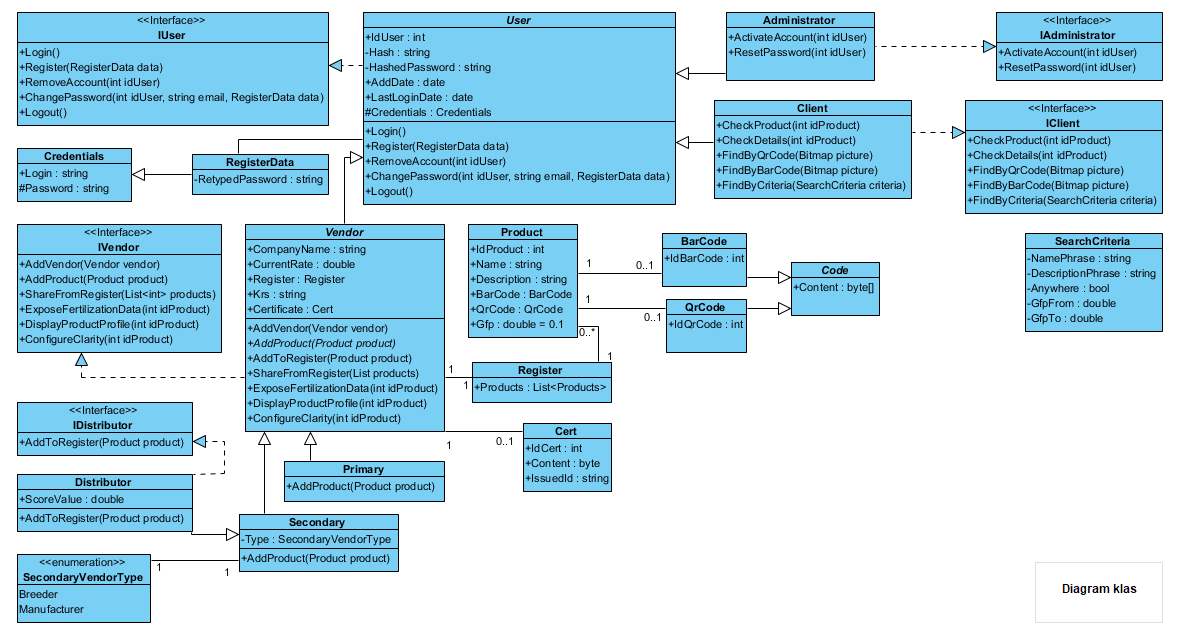 <<Interface>>
IUser
+Login()
+Register(RegisterData data)
+RemoveAccount(int idUser)
+ChangePassword(int idUser, string email, RegisterData data)
+Logout()
User
+IdUser : int
-Hash : string
-HashedPassword : string
+AddDate : date
+LastLoginDate : date
#Credentials : Credentials
+Login()
+Register(RegisterData data)
+RemoveAccount(int idUser)
+ChangePassword(int idUser, string email, RegisterData data)
+Logout()
Administrator
+ActivateAccount(int idUser)
+ResetPassword(int idUser)
<<Interface>>
IAdministrator
+ActivateAccount(int idUser)
+ResetPassword(int idUser)
Client
+CheckProduct(int idProduct)
+CheckDetails(int idProduct)
+FindByQrCode(Bitmap picture)
+FindByBarCode(Bitmap picture)
+FindByCriteria(SearchCriteria criteria)
<<Interface>>
IClient
+CheckProduct(int idProduct)
+CheckDetails(int idProduct)
+FindByQrCode(Bitmap picture)
+FindByBarCode(Bitmap picture)
+FindByCriteria(SearchCriteria criteria)
Credentials
+Login : string
#Password : string
RegisterData
-RetypedPassword : string
<<Interface>>
IVendor
+AddVendor(Vendor vendor)
+AddProduct(Product product)
+ShareFromRegister(List<int> products)
+ExposeFertilizationData(int idProduct)
+DisplayProductProfile(int idProduct)
+ConfigureClarity(int idProduct)
Vendor
+CompanyName : string
+CurrentRate : double
+Register : Register
+Krs : string
+Certificate : Cert
+AddVendor(Vendor vendor)
+AddProduct(Product product)
+AddToRegister(Product product)
+ShareFromRegister(List products)
+ExposeFertilizationData(int idProduct)
+DisplayProductProfile(int idProduct)
+ConfigureClarity(int idProduct)
Product
+IdProduct : int
+Name : string
+Description : string
+BarCode : BarCode
+QrCode : QrCode
+Gfp : double = 0.1
1
0..1
BarCode
+IdBarCode : int
1
0..1
QrCode
+IdQrCode : int
Code
+Content : byte[]
SearchCriteria
-NamePhrase : string
-DescriptionPhrase : string
-Anywhere : bool
-GfpFrom : double
-GfpTo : double
0..*
1
Register
+Products : List<Products>
1
1
<<Interface>>
IDistributor
+AddToRegister(Product product)
1
0..1
Cert
+IdCert : int
+Content : byte
+IssuedId : string
Primary
+AddProduct(Product product)
Distributor
+ScoreValue : double
+AddToRegister(Product product)
Secondary
-Type : SecondaryVendorType
+AddProduct(Product product)
<<enumeration>>
SecondaryVendorType
Breeder
Manufacturer
1
1
Diagram klas